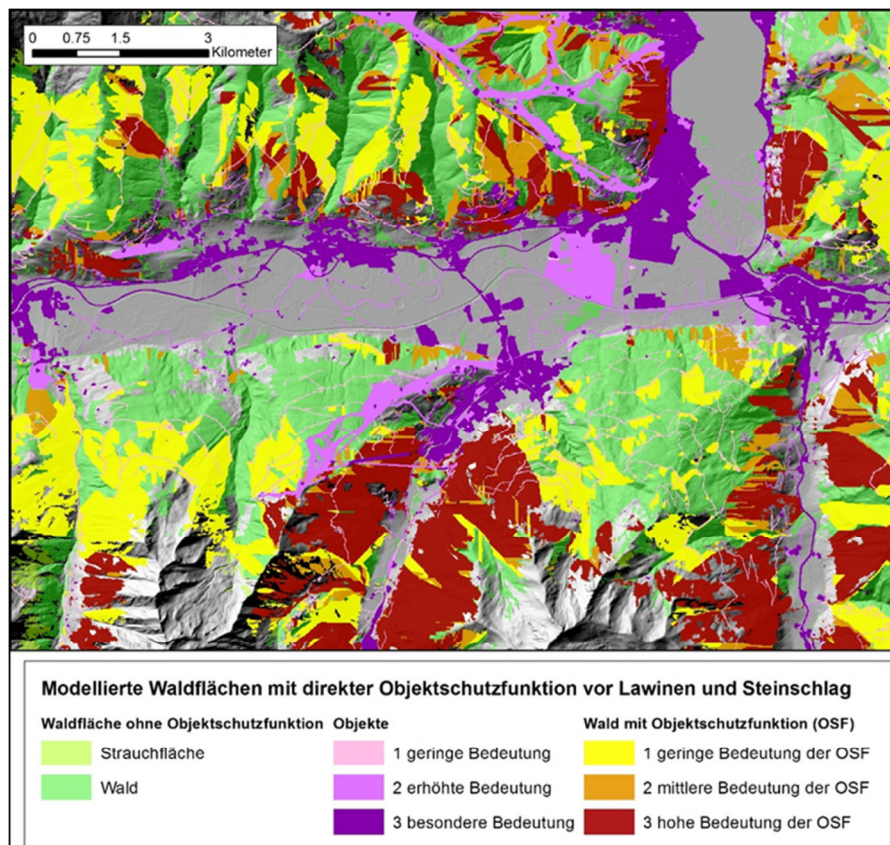 0 0.75 1.5 3
Kilometer
Modellierte Waldflächen mit direkter Objektschutzfunktion vor Lawinen und Steinschlag
Waldfläche ohne Objektschutzfunktion
Strauchfläche
Wald
Objekte
1 geringe Bedeutung
2 erhöhte Bedeutung
3 besondere Bedeutung
Wald mit Objektschutzfunktion (OSF)
1 geringe Bedeutung der OSF
2 mittlere Bedeutung der OSF
3 hohe Bedeutung der OSF